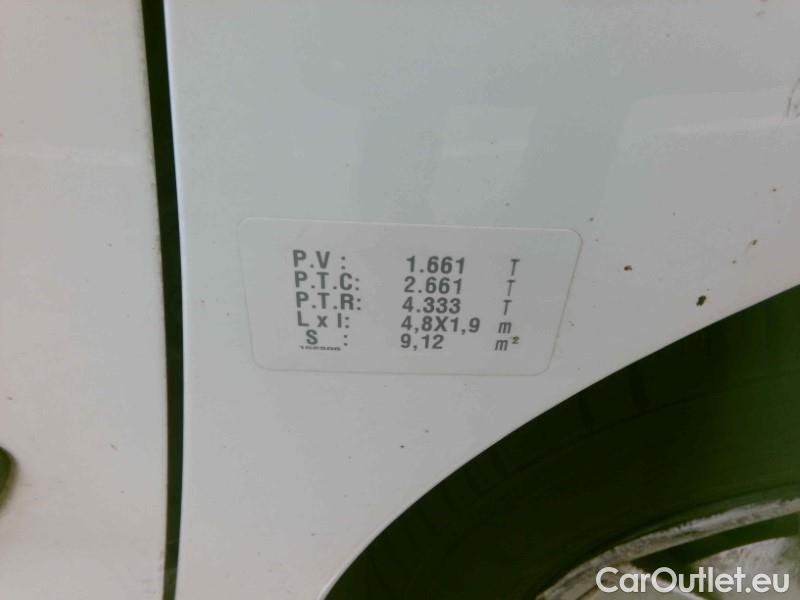 P.V : 1.661 T
P.T.C: 2.661 T
P.T.R: 4.333 T
L x l: 4,8X1,9 m
S : 9,12 m²
CarOutlet.eu